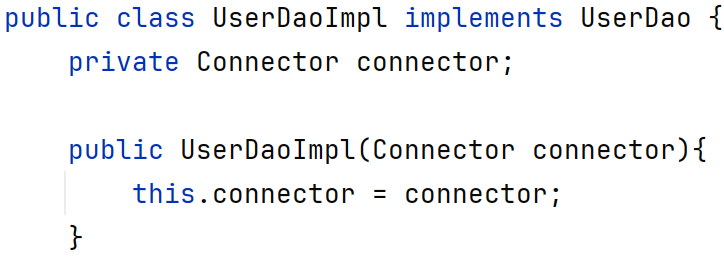 public class UserDaoImpl implements UserDao {
    private Connector connector;

    public UserDaoImpl(Connector connector){
        this.connector = connector;
    }